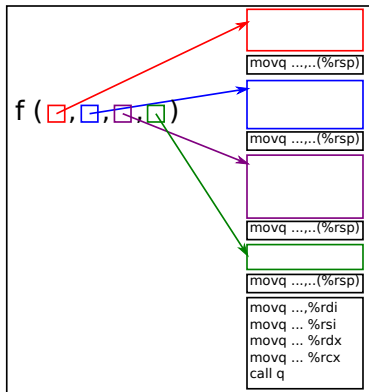 movq ...,..(%rsp)
f (□,□,□,□)
movq ...,..(%rsp)
movq ...,..(%rsp)
movq ...,..(%rsp)
movq ...,%rdi
movq ... %rsi
movq ... %rdx
movq ... %rcx
call q